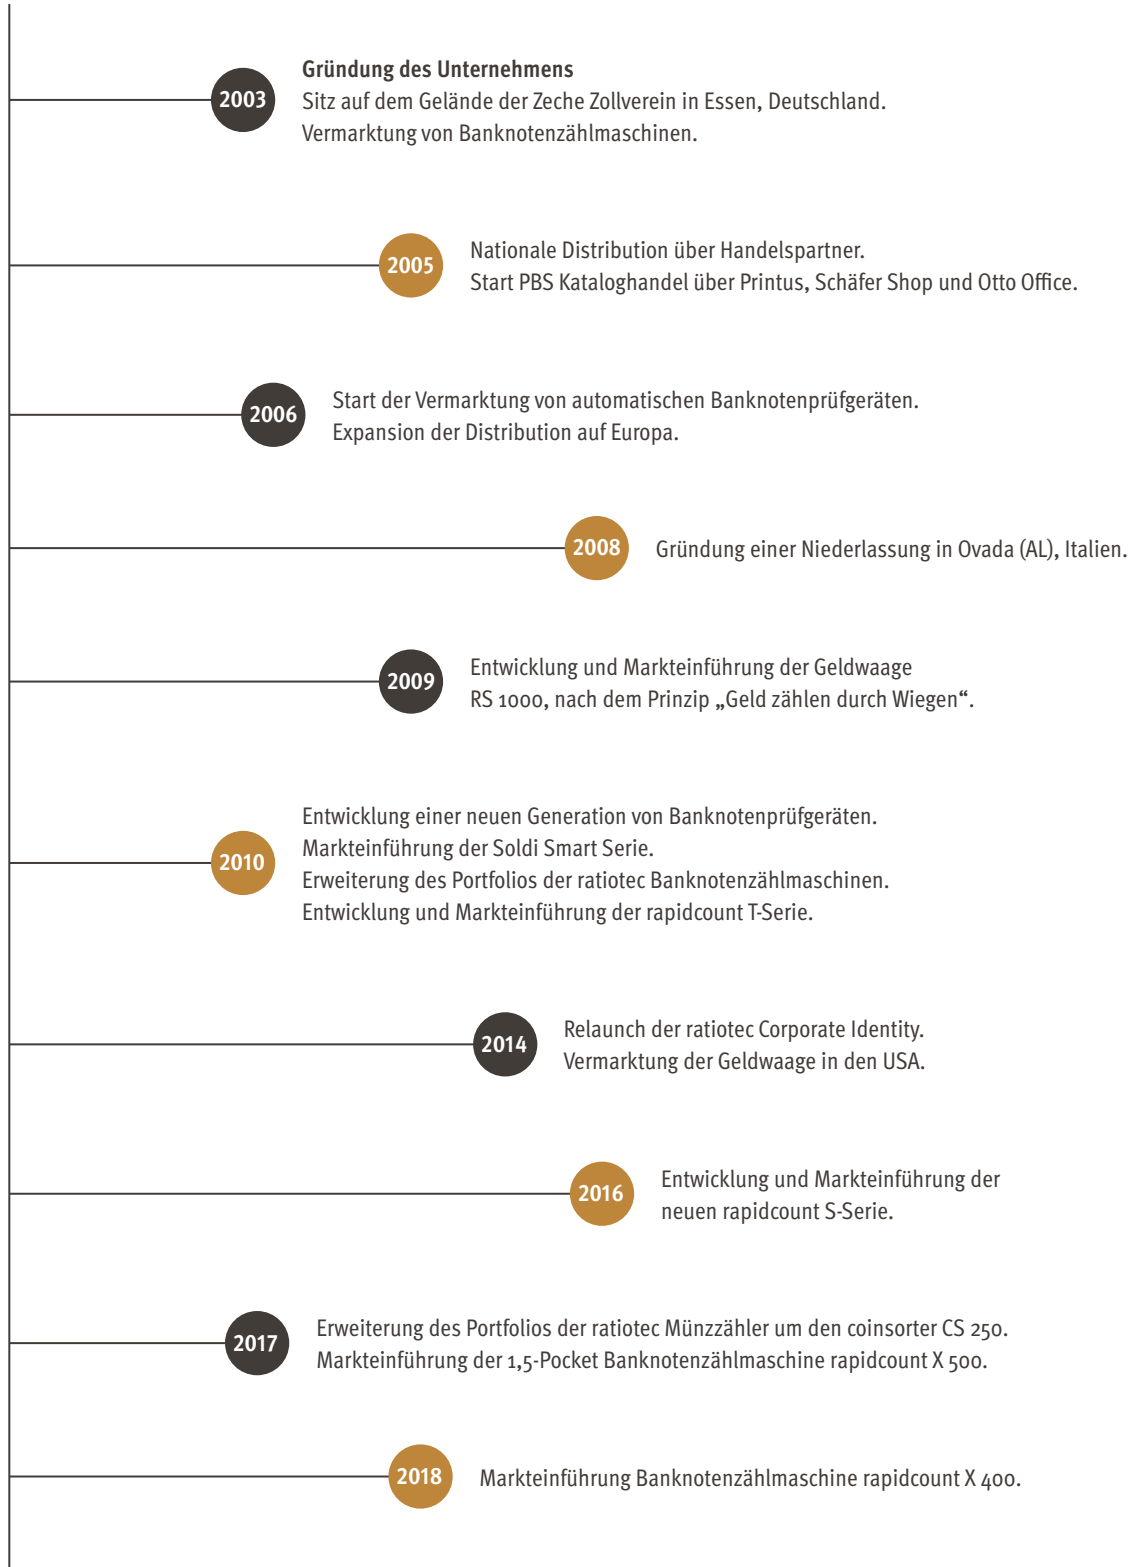 2003
Gründung des Unternehmens
Sitz auf dem Gelände der Zeche Zollverein in Essen, Deutschland.
Vermarktung von Banknotenzählmaschinen.
2005
Nationale Distribution über Handelspartner.
Start PBS Kataloghandel über Printus, Schäfer Shop und Otto Office.
2006
Start der Vermarktung von automatischen Banknotenprüfgeräten.
Expansion der Distribution auf Europa.
2008
Gründung einer Niederlassung in Ovada (AL), Italien.
2009
Entwicklung und Markteinführung der Geldwaage
RS 1000, nach dem Prinzip „Geld zählen durch Wiegen“.
2010
Entwicklung einer neuen Generation von Banknotenprüfgeräten.
Markteinführung der Soldi Smart Serie.
Erweiterung des Portfolios der ratiotec Banknotenzählmaschinen.
Entwicklung und Markteinführung der rapidcount T-Serie.
2014
Relaunch der ratiotec Corporate Identity.
Vermarktung der Geldwaage in den USA.
2016
Entwicklung und Markteinführung der
neuen rapidcount S-Serie.
2017
Erweiterung des Portfolios der ratiotec Münzzähler um den coinsorter CS 250.
Markteinführung der 1,5-Pocket Banknotenzählmaschine rapidcount X 500.
2018
Markteinführung Banknotenzählmaschine rapidcount X 400.